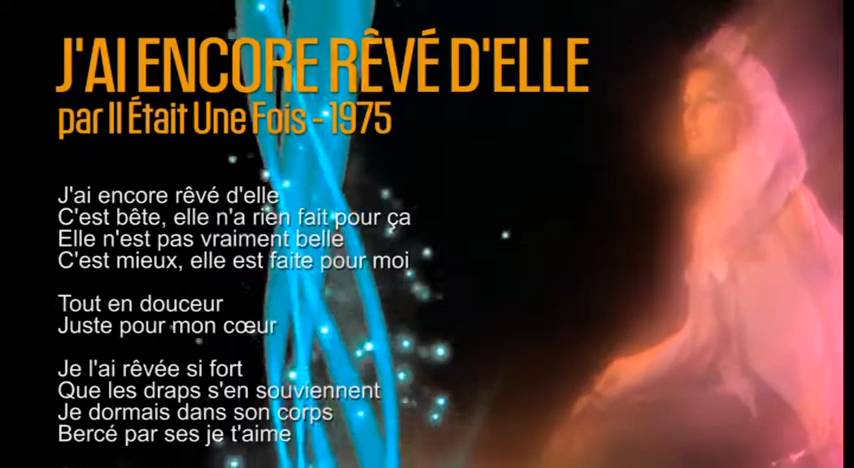 J'AI ENCORE RÊVÉ D'ELLE
par Il Était Une Fois - 1975
J'ai encore rêvé d'elle
C'est bête, elle n'a rien fait pour ça
Elle n'est pas vraiment belle
C'est mieux, elle est faite pour moi
Tout en douceur
Juste pour mon cœur
Je l'ai rêvée si fort
Que les draps s'en souviennent
Je dormais dans son corps
Bercé par ses je t'aime